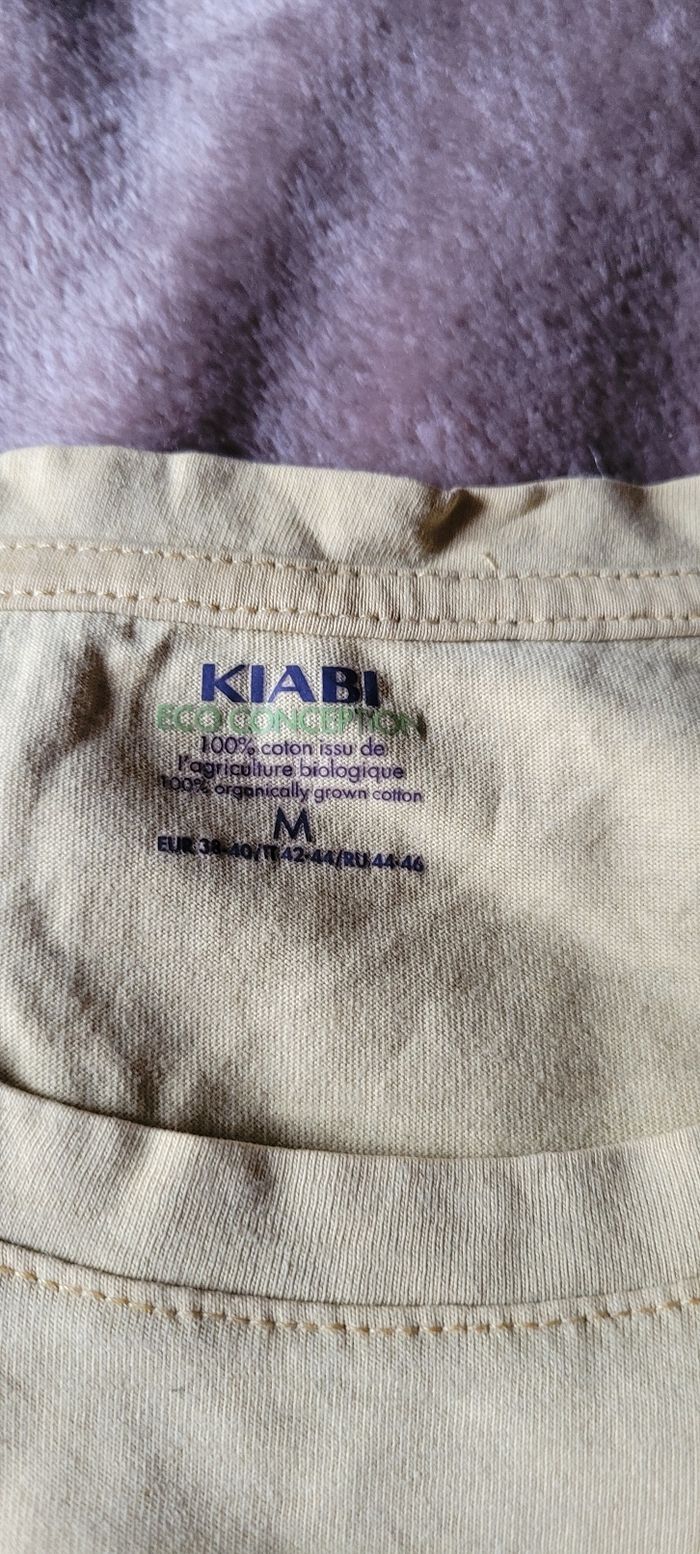 KIABI
ECO CONCEPTION
100% coton issu de
l'agriculture biologique
100% organically grown cotton
M
EUR 38-40/IT 42-44/RU 44-46